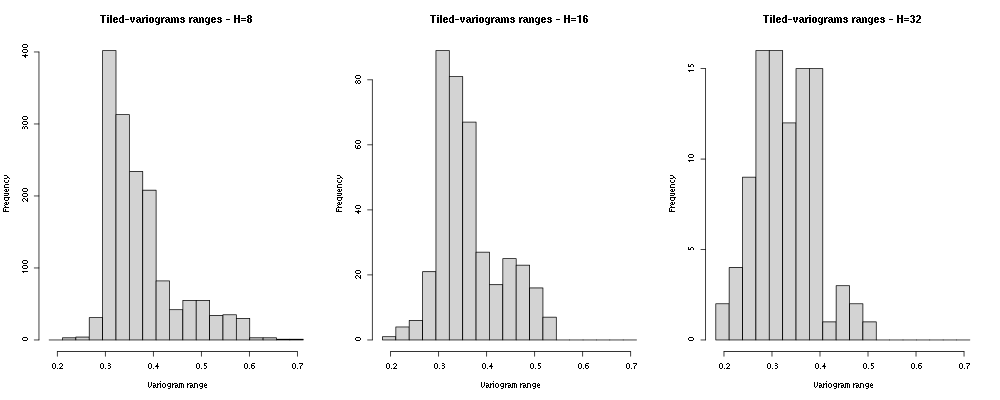 Tiled-variograms ranges - H=8
Frequency
400
300
200
100
0
0.2 0.3 0.4 0.5 0.6 0.7
Variogram range
Tiled-variograms ranges - H=16
Frequency
80
60
40
20
0
0.2 0.3 0.4 0.5 0.6 0.7
Variogram range
Tiled-variograms ranges - H=32
Frequency
15
10
5
0
0.2 0.3 0.4 0.5 0.6 0.7
Variogram range